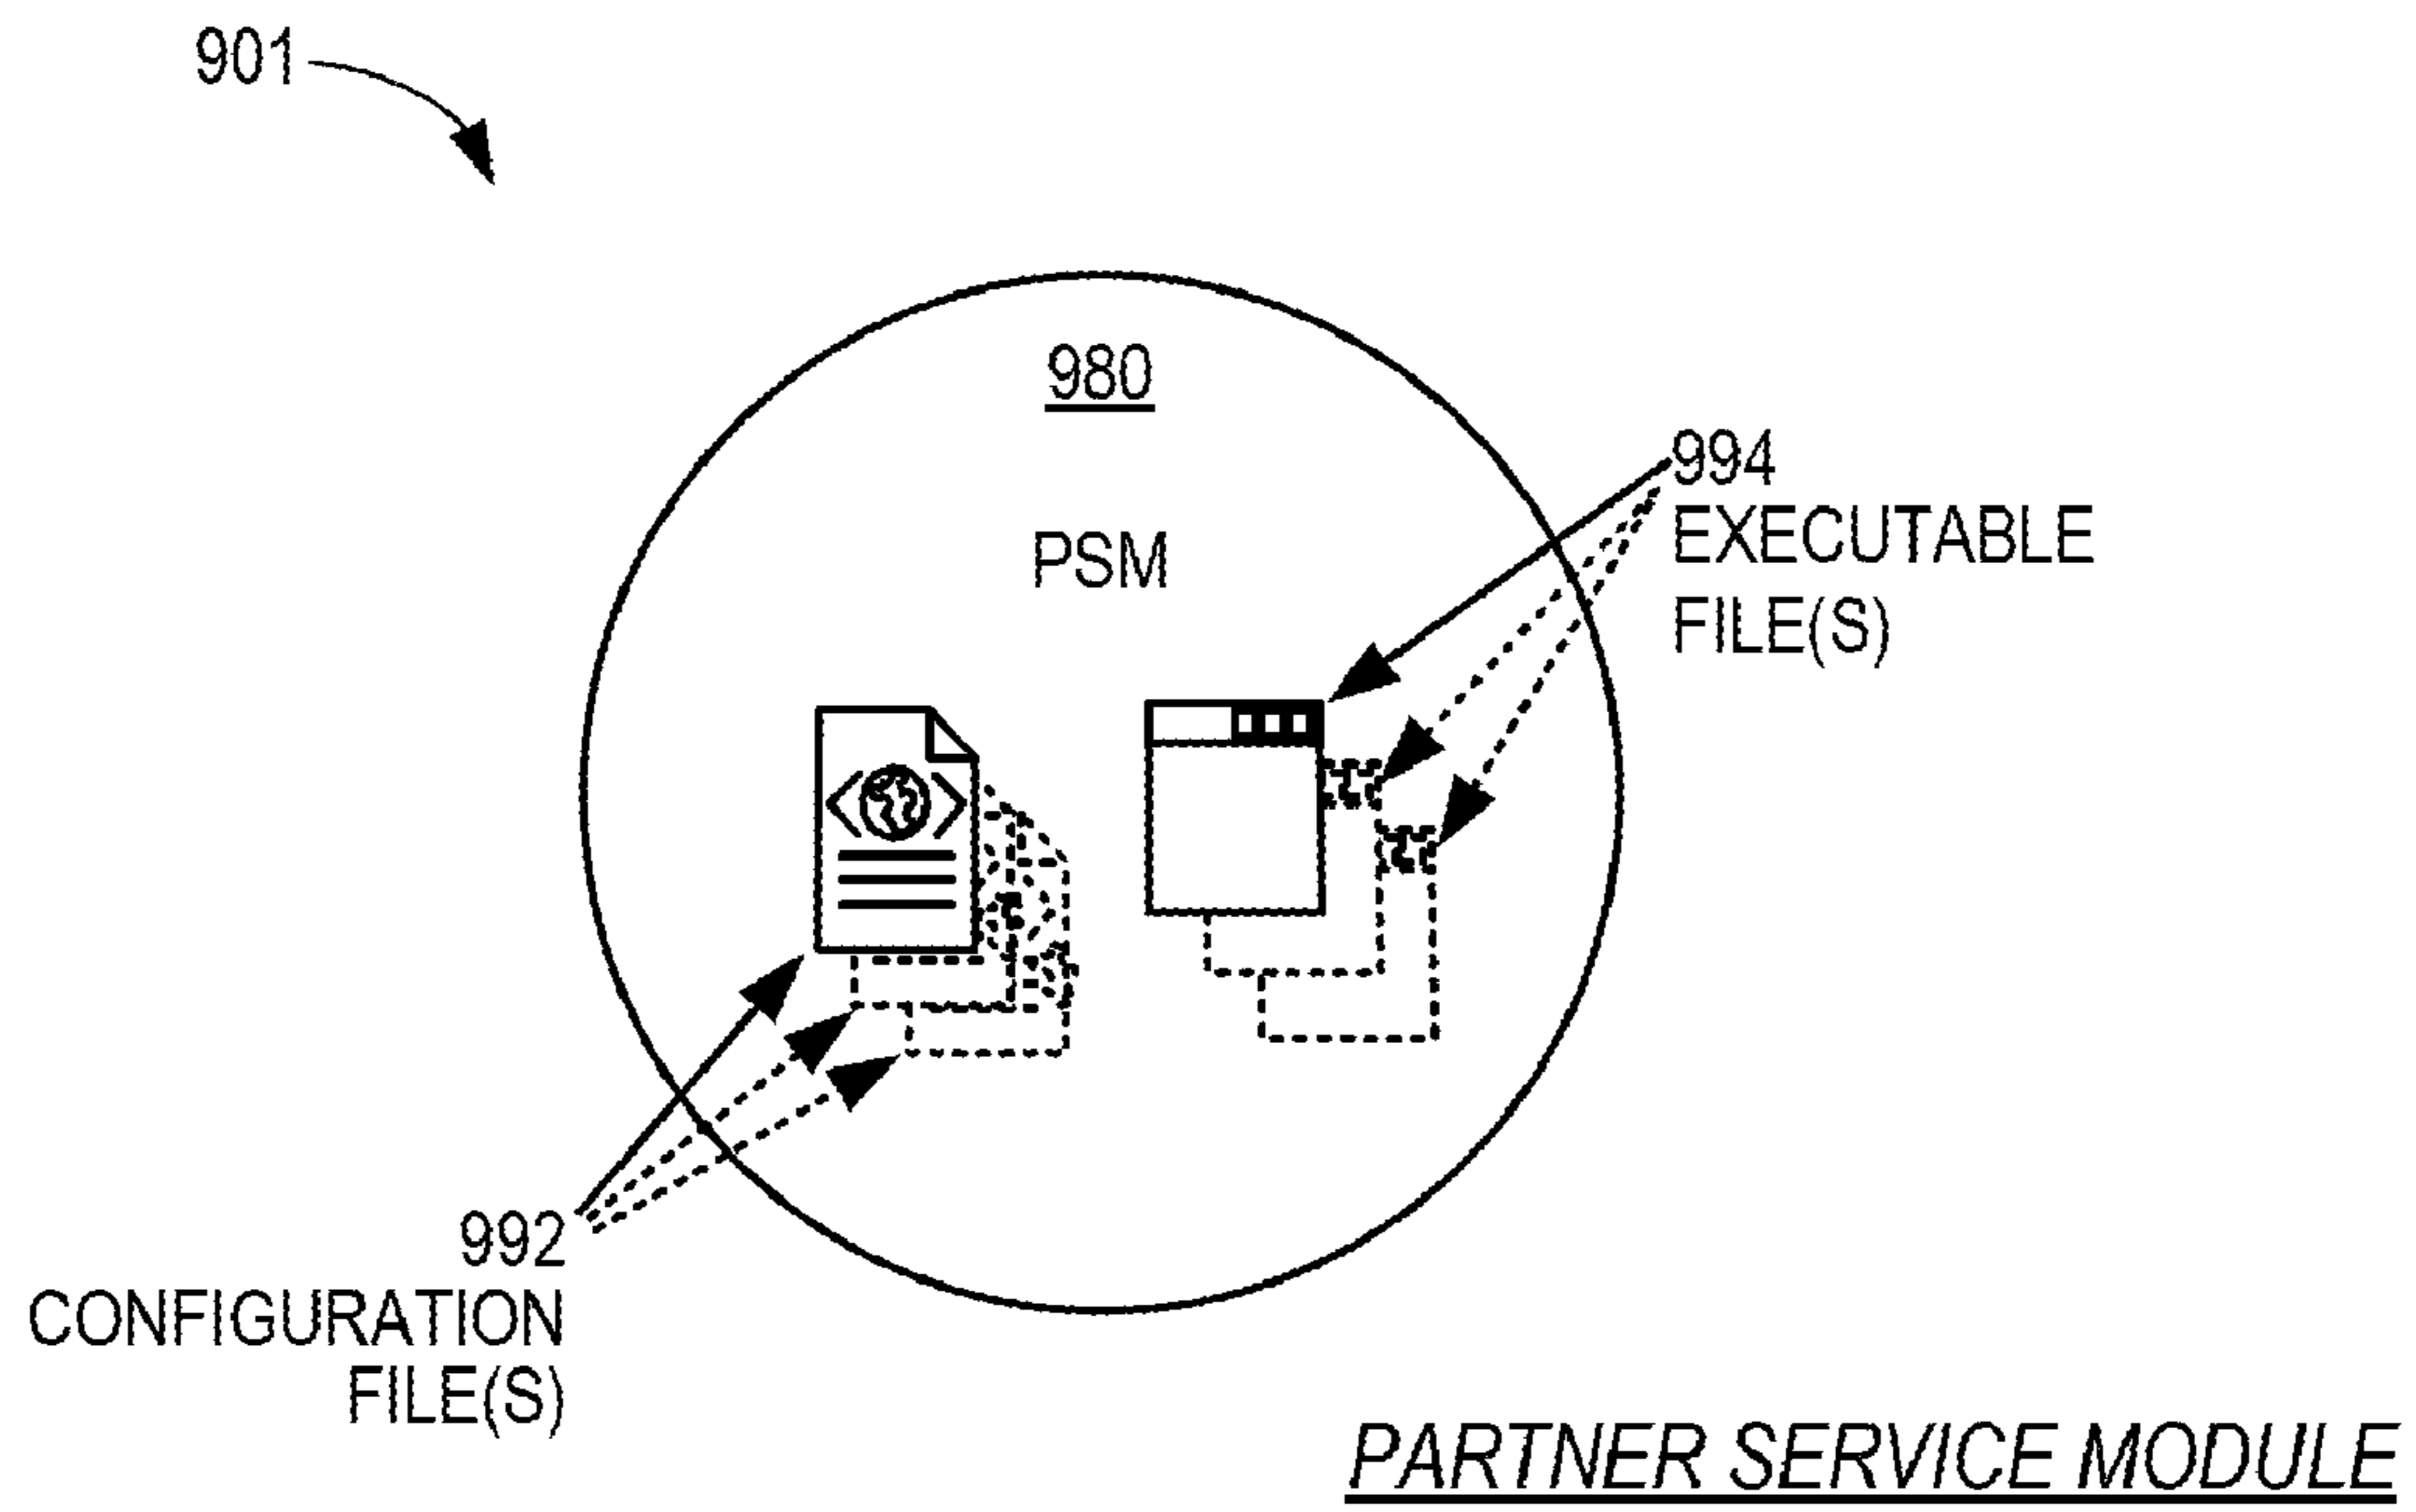 901
980
PSM
994
EXECUTABLE
FILE(S)
992
CONFIGURATION
FILE(S)
PARTNER SERVICE MODULE